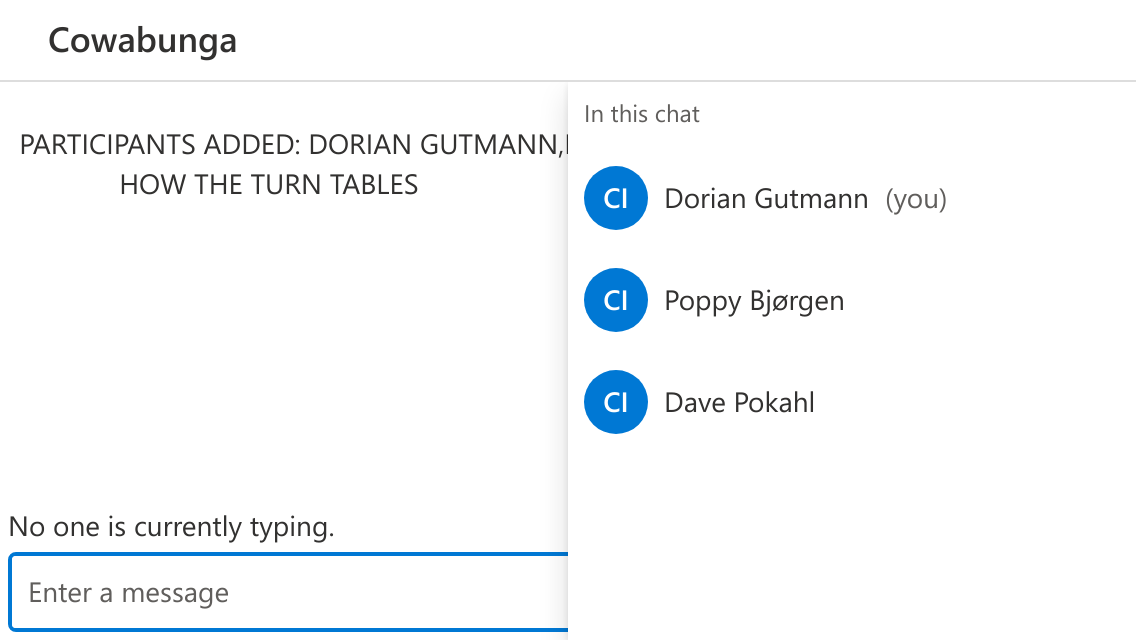 Cowabunga
PARTICIPANTS ADDED: DORIAN GUTMANN,
HOW THE TURN TABLES
No one is currently typing.
Enter a message
In this chat
CI Dorian Gutmann (you)
CI Poppy Bjørgen
CI Dave Pokahl